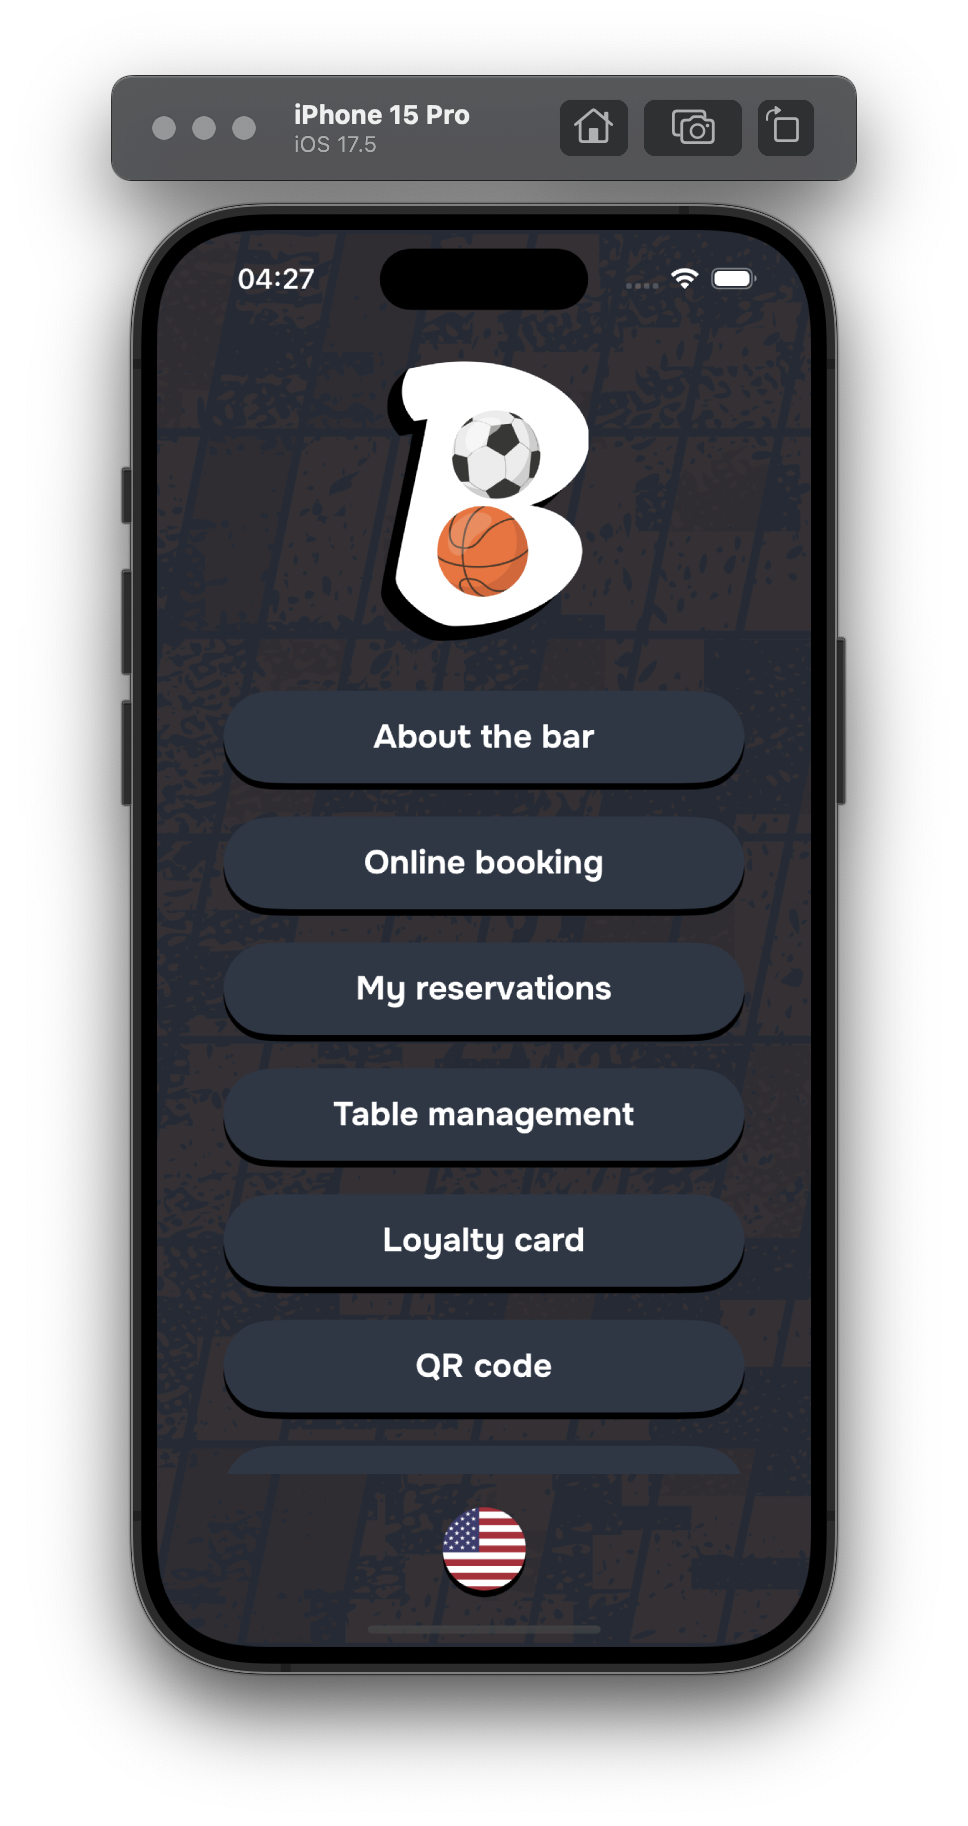 iPhone 15 Pro
iOS 17.5
04:27
B
About the bar
Online booking
My reservations
Table management
Loyalty card
QR code